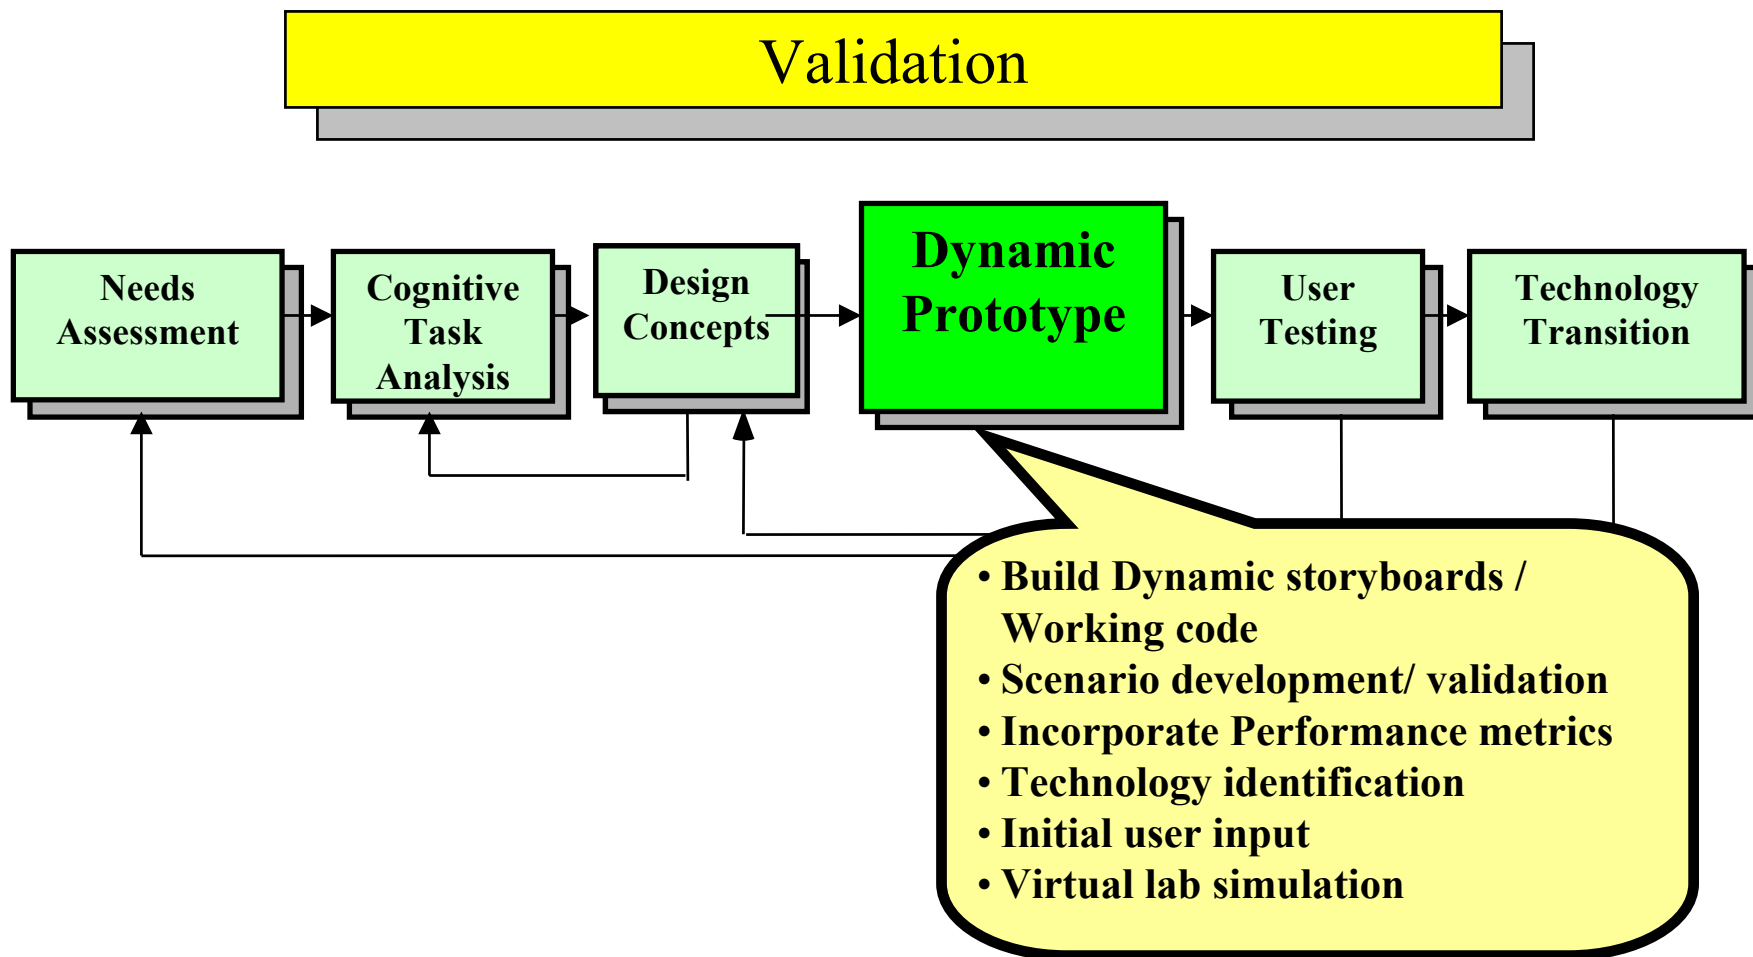 Validation
Needs
Assessment
Cognitive
Task
Analysis
Design
Concepts
Dynamic
Prototype
User
Testing
Technology
Transition
• Build Dynamic storyboards /
Working code
• Scenario development/ validation
• Incorporate Performance metrics
• Technology identification
• Initial user input
• Virtual lab simulation